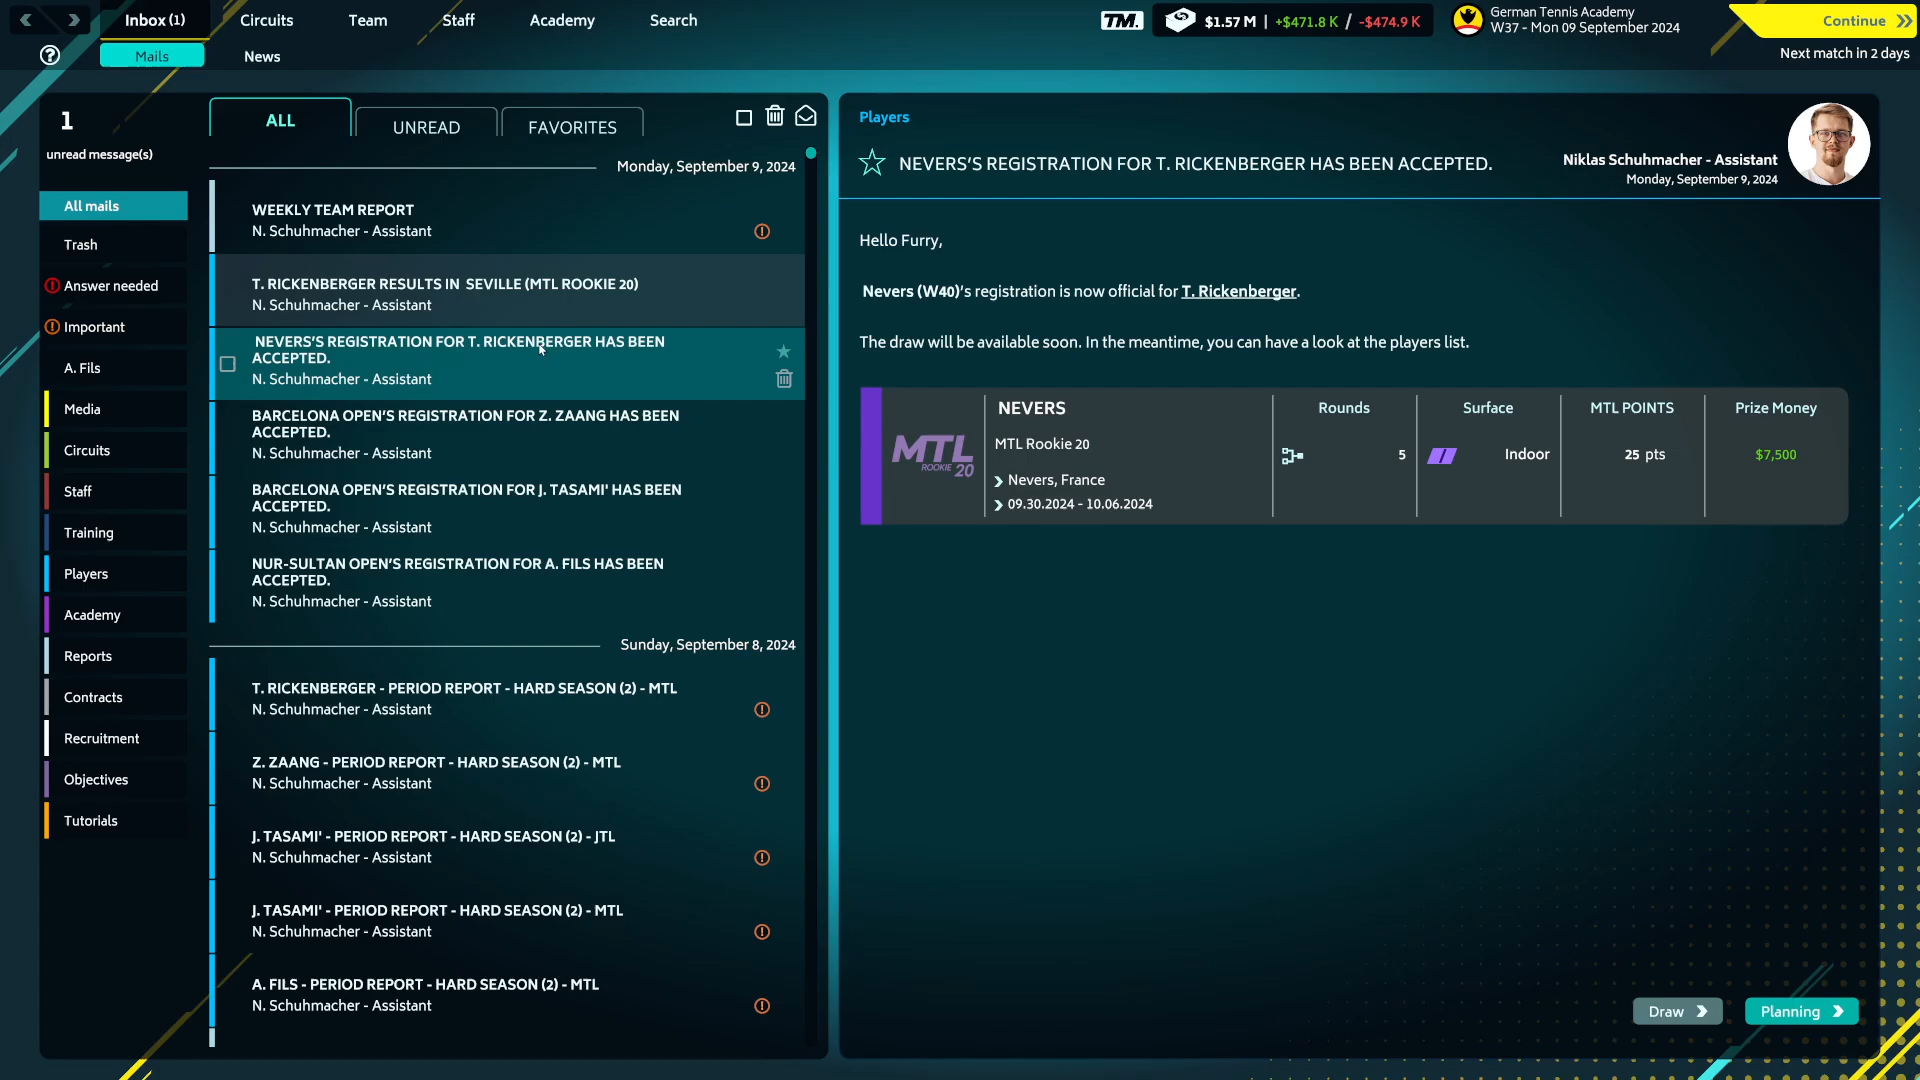 Inbox (1)
Circuits
Team
Staff
Academy
Search
TM.
$1.57 M | +$471.8 K / -$474.9 K
German Tennis Academy
W37 - Mon 09 September 2024
Continue
Next match in 2 days
Mails
News
1
unread message(s)
All mails
Trash
Answer needed
Important
A. Fils
Media
Circuits
Staff
Training
Players
Academy
Reports
Contracts
Recruitment
Objectives
Tutorials
ALL
UNREAD
FAVORITES
Monday, September 9, 2024
WEEKLY TEAM REPORT
N. Schuhmacher - Assistant
T. RICKENBERGER RESULTS IN SEVILLE (MTL ROOKIE 20)
N. Schuhmacher - Assistant
NEVERS'S REGISTRATION FOR T. RICKENBERGER HAS BEEN
ACCEPTED.
N. Schuhmacher - Assistant
BARCELONA OPEN'S REGISTRATION FOR Z. ZAANG HAS BEEN
ACCEPTED.
N. Schuhmacher - Assistant
BARCELONA OPEN'S REGISTRATION FOR J. TASAMI' HAS BEEN
ACCEPTED.
N. Schuhmacher - Assistant
NUR-SULTAN OPEN'S REGISTRATION FOR A. FILS HAS BEEN
ACCEPTED.
N. Schuhmacher - Assistant
Sunday, September 8, 2024
T. RICKENBERGER - PERIOD REPORT - HARD SEASON (2) - MTL
N. Schuhmacher - Assistant
Z. ZAANG - PERIOD REPORT - HARD SEASON (2) - MTL
N. Schuhmacher - Assistant
J. TASAMI' - PERIOD REPORT - HARD SEASON (2) - JTL
N. Schuhmacher - Assistant
J. TASAMI' - PERIOD REPORT - HARD SEASON (2) - MTL
N. Schuhmacher - Assistant
A. FILS - PERIOD REPORT - HARD SEASON (2) - MTL
N. Schuhmacher - Assistant
Players
NEVERS'S REGISTRATION FOR T. RICKENBERGER HAS BEEN ACCEPTED.
Niklas Schuhmacher - Assistant
Monday, September 9, 2024
Hello Furry,
Nevers (W40)'s registration is now official for T. Rickenberger.
The draw will be available soon. In the meantime, you can have a look at the players list.
MTL
ROOKIE 20
NEVERS
MTL Rookie 20
Nevers, France
09.30.2024 - 10.06.2024
Rounds
5
Surface
Indoor
MTL POINTS
25 pts
Prize Money
$7,500
Draw
Planning